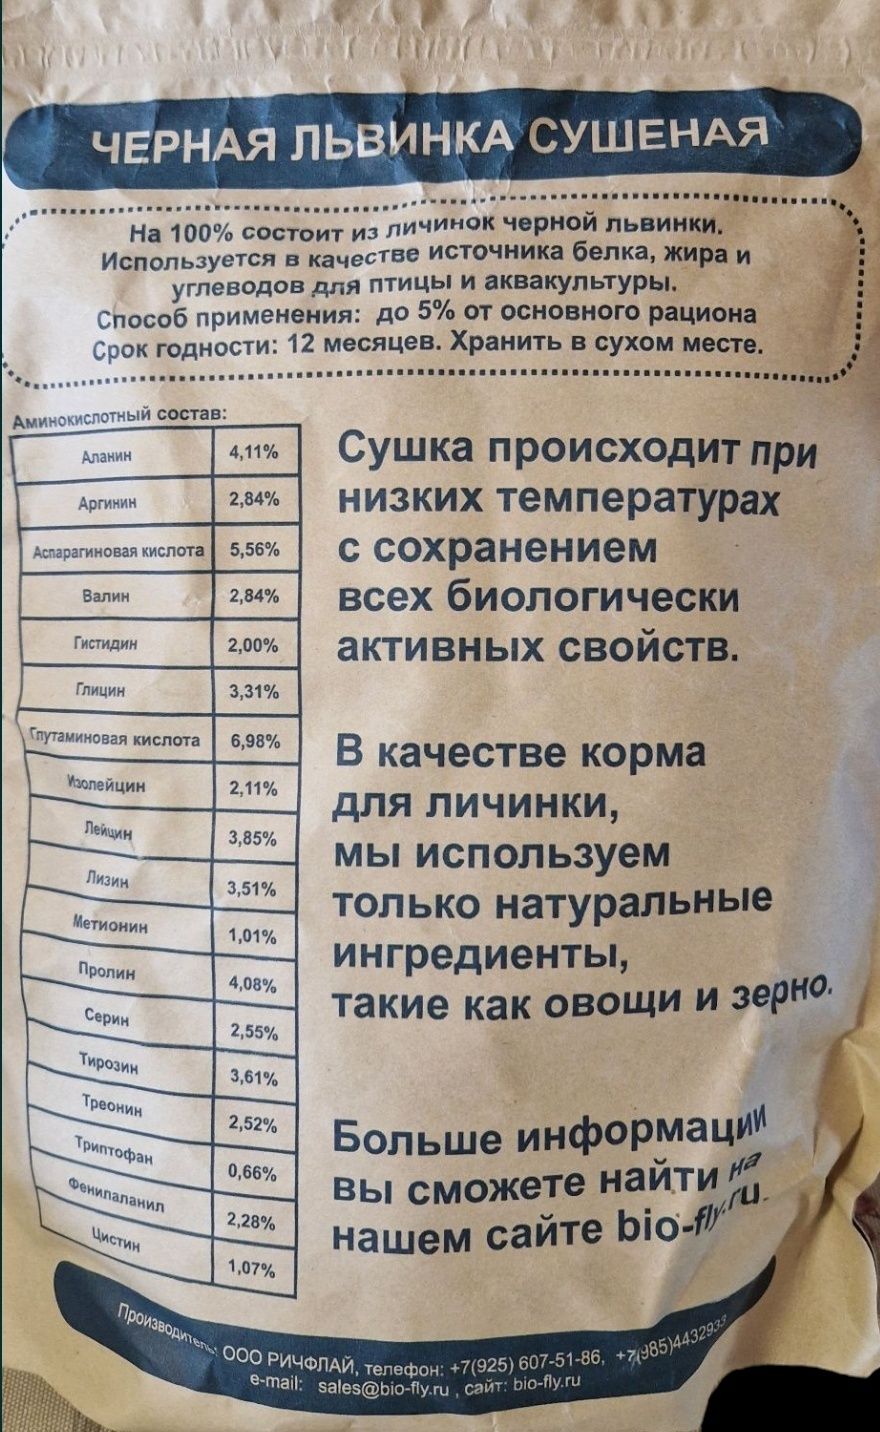 ЧЕРНАЯ ЛЬВИНКА СУШЕНАЯ
На 100% состоит из личинок черной львинки.
Используется в качестве источника белка, жира и
углеводов для птицы и аквакультуры.
Способ применения: до 5% от основного рациона
Срок годности: 12 месяцев. Хранить в сухом месте.
Аминокислотный состав:
Аланин 4,11%
Аргинин 2,84%
Аспарагиновая кислота 5,56%
Валин 2,84%
Гистидин 2,00%
Глицин 3,31%
Глутаминовая кислота 6,98%
Изолейцин 2,11%
Лейцин 3,85%
Лизин 3,51%
Метионин 1,01%
Пролин 4,08%
Серин 2,55%
Тирозин 3,61%
Треонин 2,52%
Триптофан 0,66%
Фенилаланил 2,28%
Цистин 1,07%
Сушка происходит при
низких температурах
с сохранением
всех биологически
активных свойств.
В качестве корма
для личинки,
мы используем
только натуральные
ингредиенты,
такие как овощи и зерно.
Больше информации
вы сможете найти на
нашем сайте bio-fly.ru.
Производитель: ООО РИЧФЛАЙ, телефон: +7(925) 607-51-86, +7(985)4432933
e-mail: sales@bio-fly.ru , сайт: bio-fly.ru